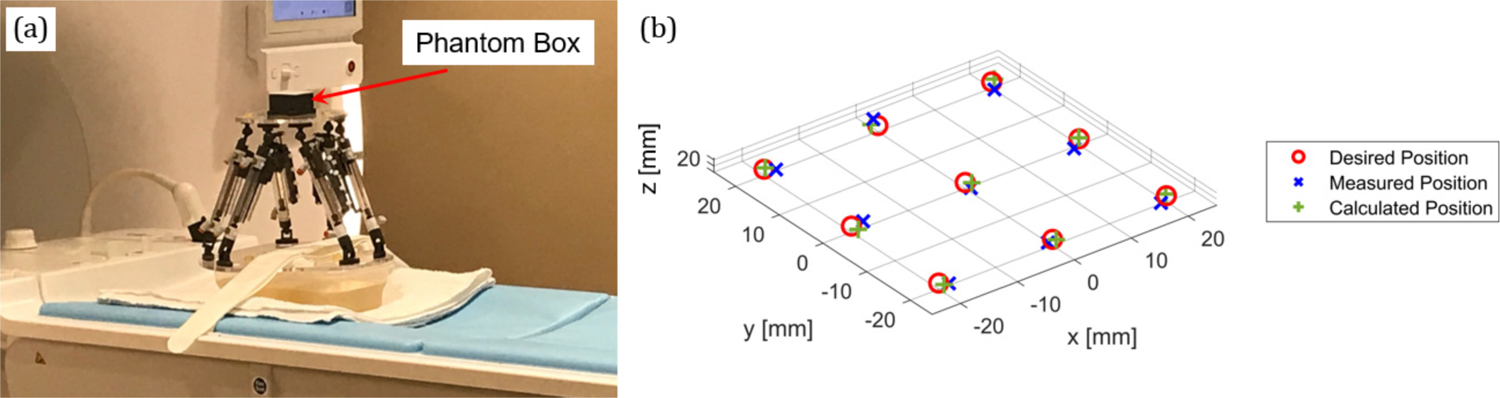 (a)
Phantom Box
(b)
z [mm]
20
20
10
0
-10
-20
y [mm]
-20
-10
0
10
20
x [mm]
Desired Position
Measured Position
Calculated Position